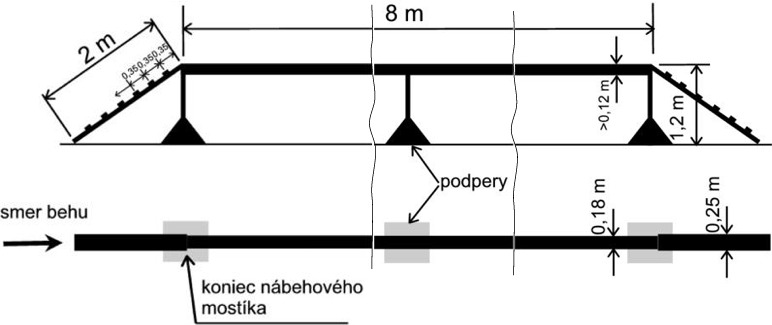 8 m
2 m
0,35
0,35
0,35
>0,12 m
1,2 m
podpery
smer behu
0,18 m
0,25 m
koniec nábehového
mostíka